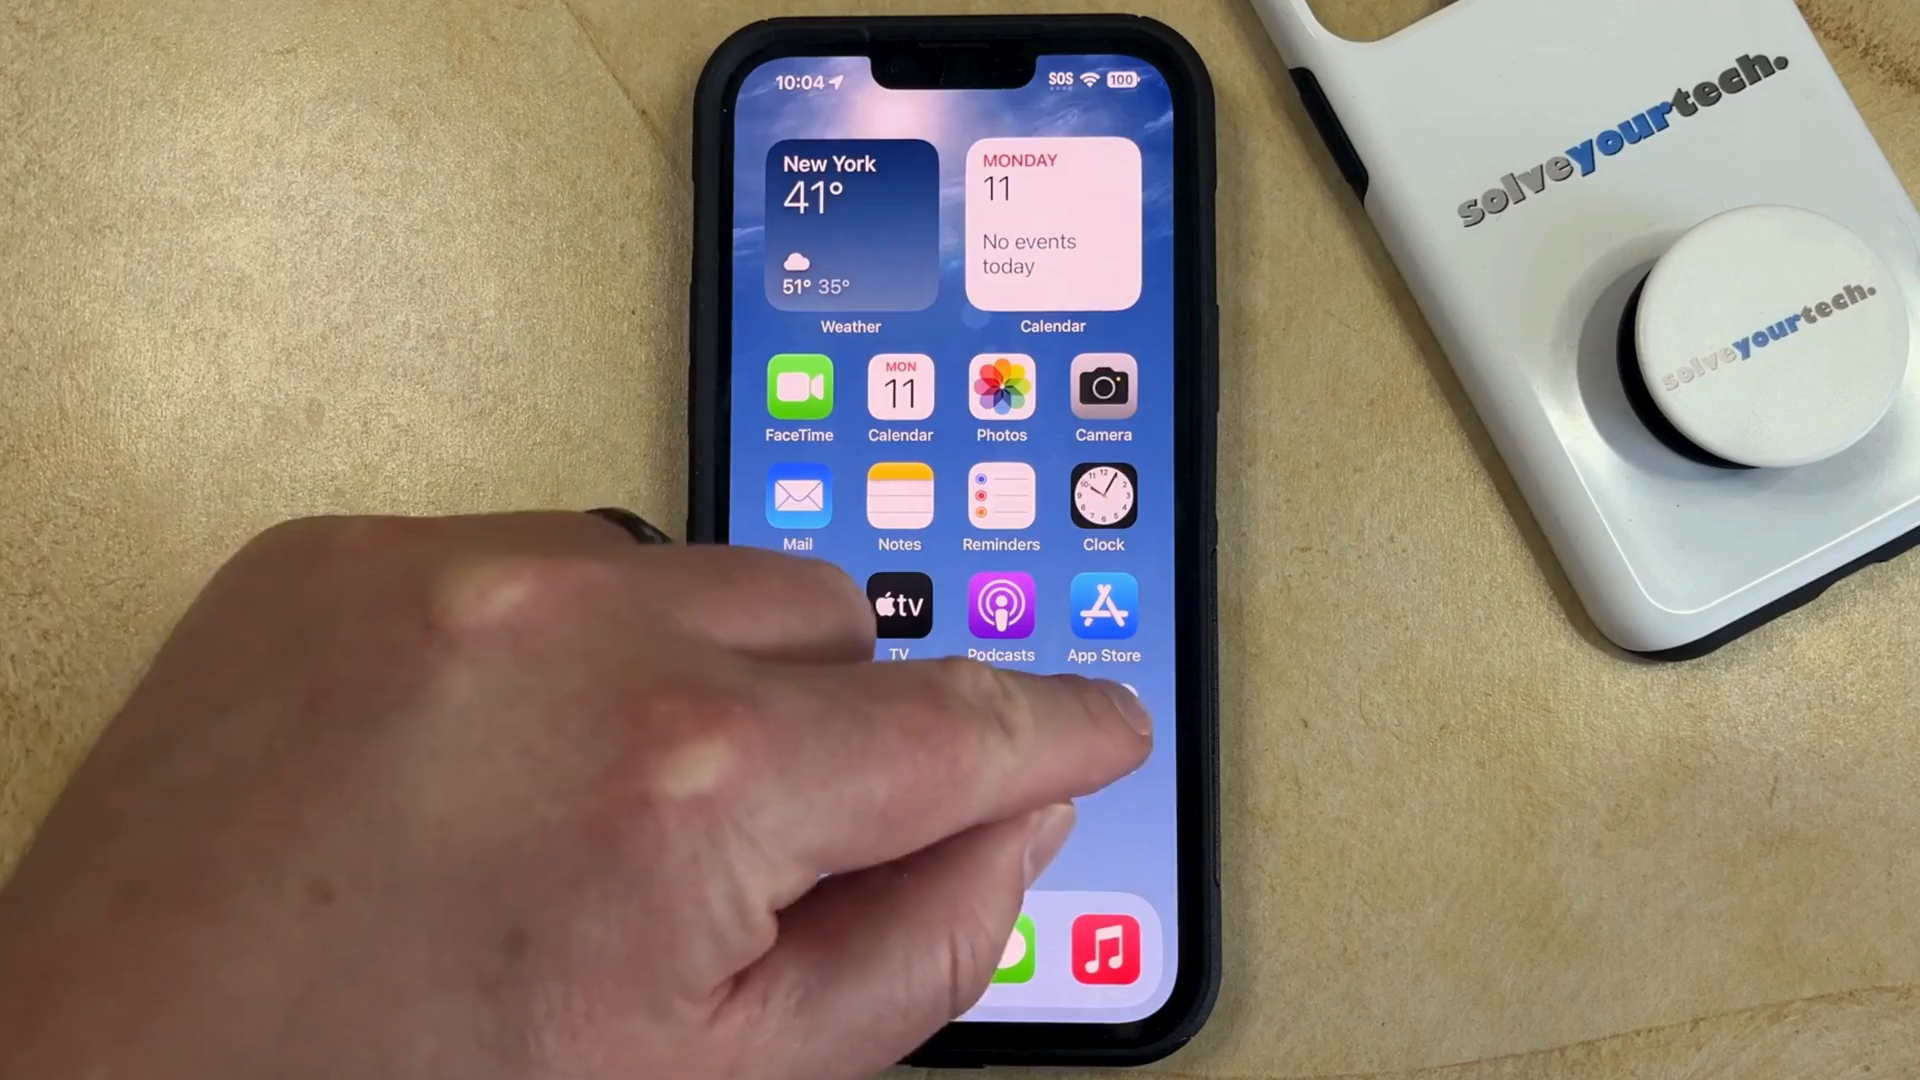 10:04
SOS
100
New York
41°
51° 35°
Weather
MONDAY
11
No events
today
Calendar
FaceTime
MON
11
Calendar
Photos
Camera
Mail
Notes
Reminders
Clock
tv
TV
Podcasts
App Store
solveyourtech.
solveyourtech.